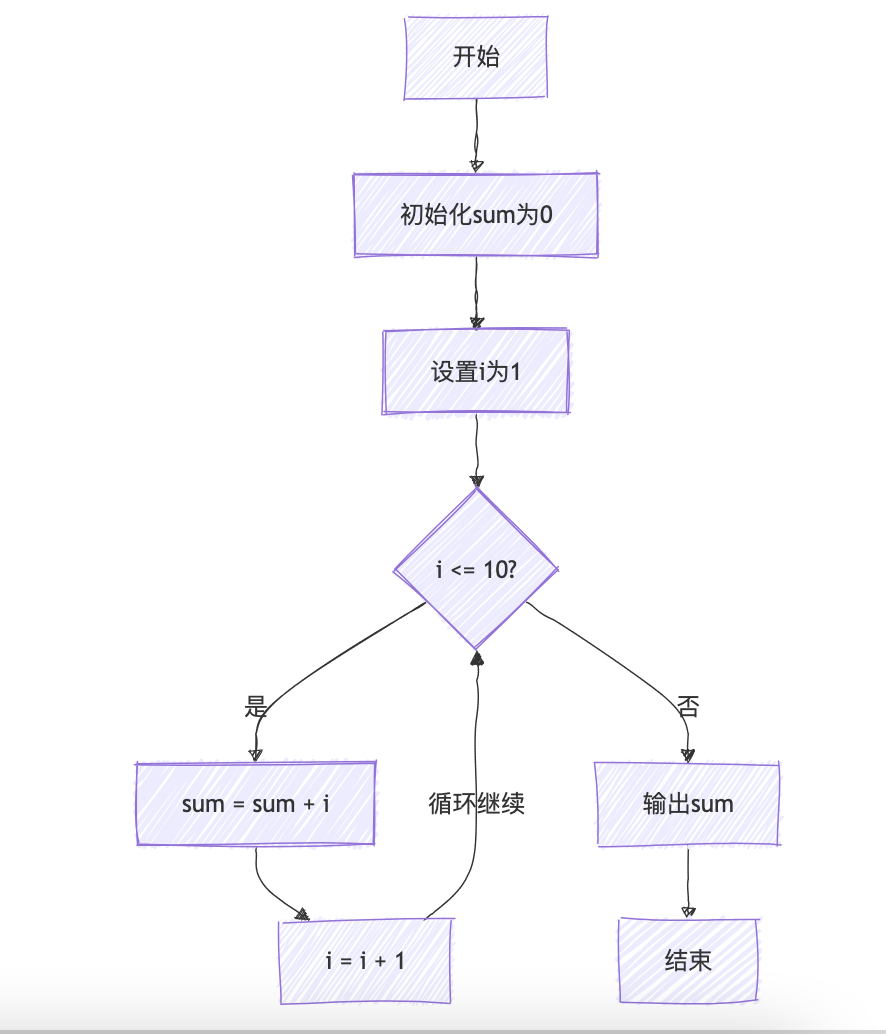 开始
初始化sum为0
设置i为1
i <= 10?
是
否
sum = sum + i
循环继续
输出sum
i = i + 1
结束